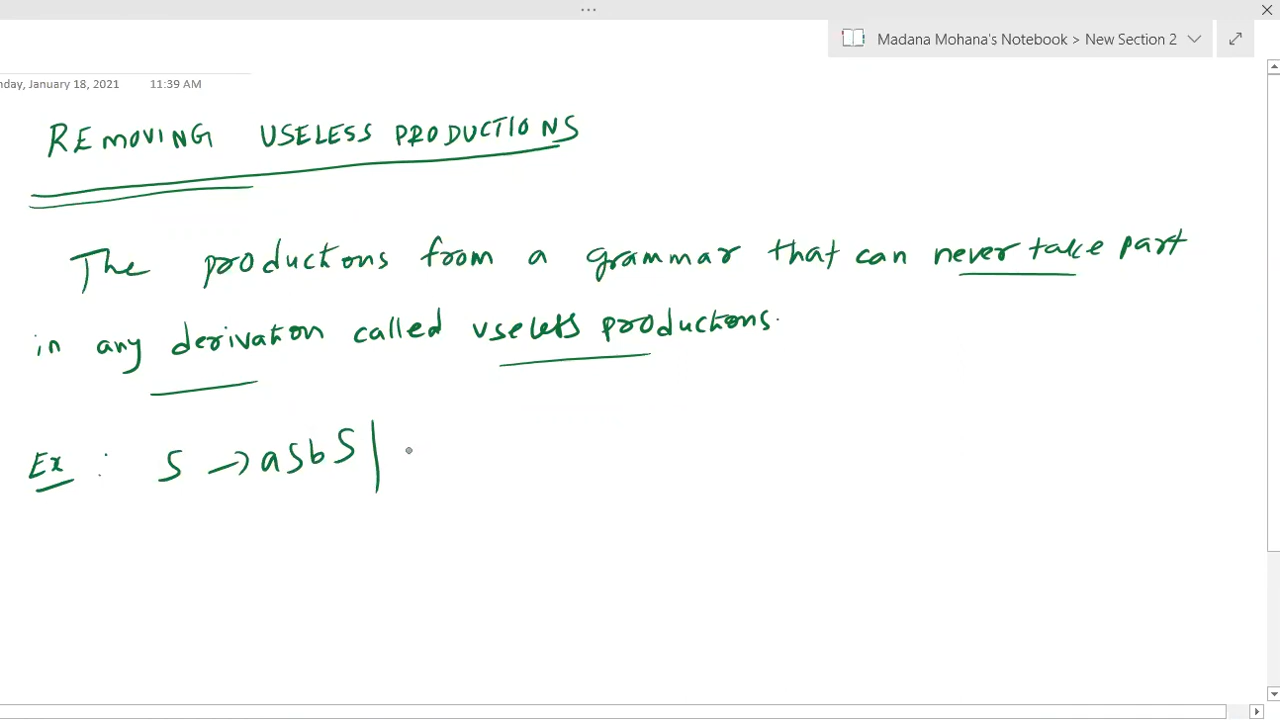 Madana Mohana's Notebook > New Section 2
nday, January 18, 2021 11:39 AM
REMOVING USELESS PRODUCTIONS
The productions from a grammar that can never take part
in any derivation called useless productions.
Ex : S → aSbS |